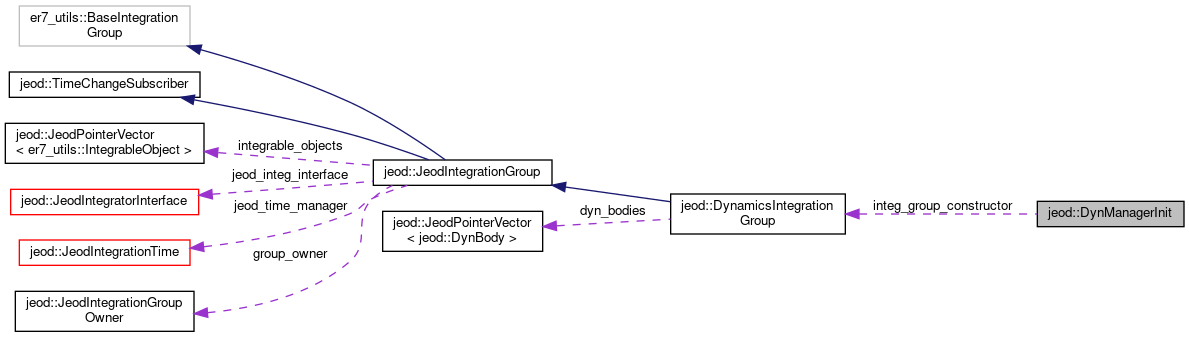 er7_utils::BaseIntegration
Group
jeod::TimeChangeSubscriber
jeod::JeodPointerVector
< er7_utils::IntegrableObject >
integrable_objects
jeod::JeodIntegrationGroup
jeod_integ_interface
jeod::JeodIntegratorInterface
jeod_time_manager
jeod::JeodIntegrationTime
group_owner
jeod::JeodIntegrationGroup
Owner
jeod::JeodPointerVector
< jeod::DynBody >
dyn_bodies
jeod::DynamicsIntegration
Group
integ_group_constructor
jeod::DynManagerInit